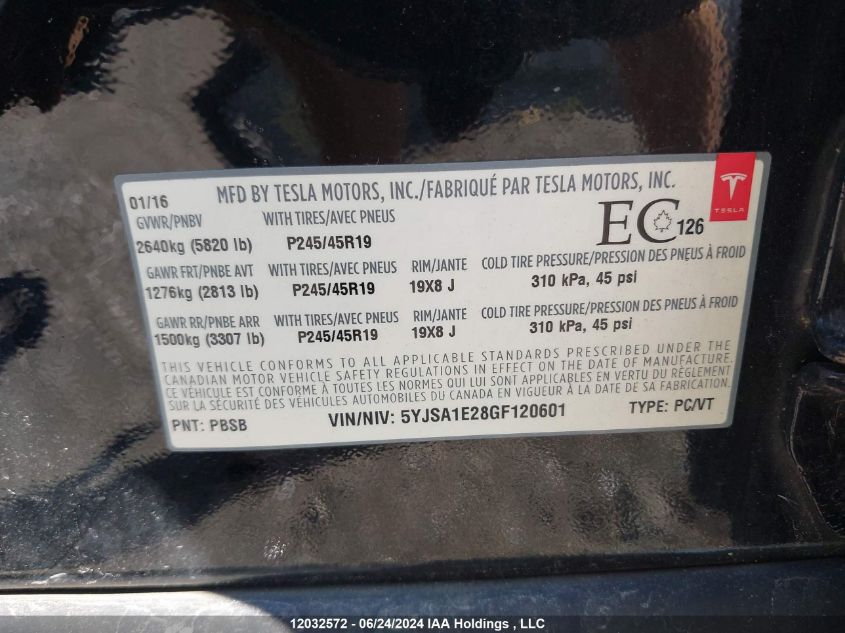 01/16 MFD BY TESLA MOTORS, INC./FABRIQUÉ PAR TESLA MOTORS, INC.
TESLA
GVWR/PNBV WITH TIRES/AVEC PNEUS
2640kg (5820 lb) P245/45R19 EC 126
GAWR FRT/PNBE AVT WITH TIRES/AVEC PNEUS RIM/JANTE COLD TIRE PRESSURE/PRESSION DES PNEUS À FROID
1276kg (2813 lb) P245/45R19 19X8 J 310 kPa, 45 psi
GAWR RR/PNBE ARR WITH TIRES/AVEC PNEUS RIM/JANTE COLD TIRE PRESSURE/PRESSION DES PNEUS À FROID
1500kg (3307 lb) P245/45R19 19X8 J 310 kPa, 45 psi
THIS VEHICLE CONFORMS TO ALL APPLICABLE STANDARDS PRESCRIBED UNDER THE
CANADIAN MOTOR VEHICLE SAFETY REGULATIONS IN EFFECT ON THE DATE OF MANUFACTURE.
CE VÉHICULE EST CONFORME À TOUTES LES NORMES QUI LUI SONT APPLICABLES EN VERTU DU RÈGLEMENT
SUR LA SÉCURITÉ DES VÉHICULES AUTOMOBILES DU CANADA EN VIGUEUR À LA DATE DE SA FABRICATION.
PNT: PBSB VIN/NIV: 5YJSA1E28GF120601 TYPE: PC/VT
12032572 - 06/24/2024 IAA Holdings , LLC